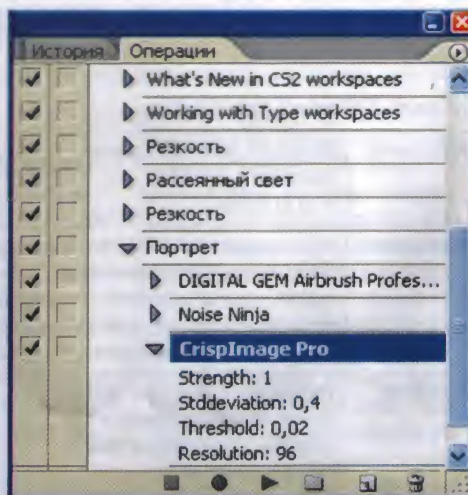 История
Операции
What's New in CS2 workspaces
Working with Type workspaces
Резкость
Рассеянный свет
Резкость
Портрет
DIGITAL GEM Airbrush Profes...
Noise Ninja
CrispImage Pro
Strength: 1
Stddeviation: 0,4
Threshold: 0,02
Resolution: 96